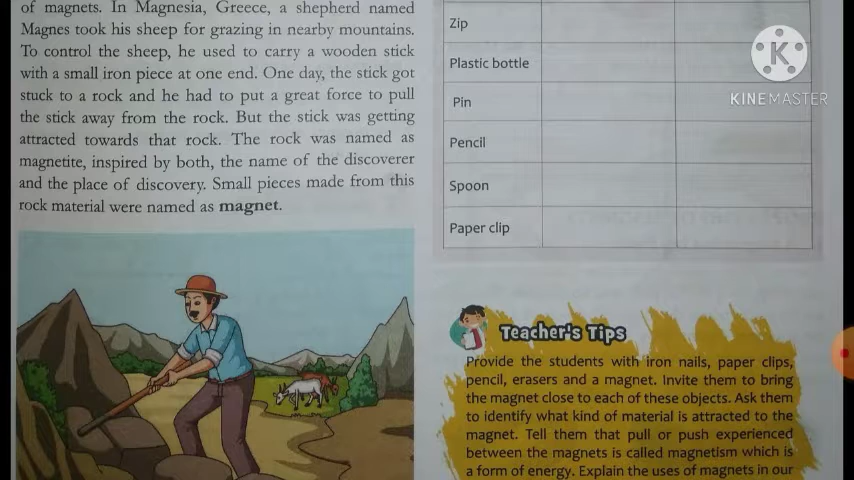 of magnets. In Magnesia, Greece, a shepherd named
Magnes took his sheep for grazing in nearby mountains.
To control the sheep, he used to carry a wooden stick
with a small iron piece at one end. One day, the stick got
stuck to a rock and he had to put a great force to pull
the stick away from the rock. But the stick was getting
attracted towards that rock. The rock was named as
magnetite, inspired by both, the name of the discoverer
and the place of discovery. Small pieces made from this
rock material were named as magnet.
Zip
Plastic bottle
Pin
Pencil
Spoon
Paper clip
K
KINEMASTER
Teacher's Tips
Provide the students with iron nails, paper clips,
pencil, erasers and a magnet. Invite them to bring
the magnet close to each of these objects. Ask them
to identify what kind of material is attracted to the
magnet. Tell them that pull or push experienced
between the magnets is called magnetism which is
a form of energy. Explain the uses of magnets in our